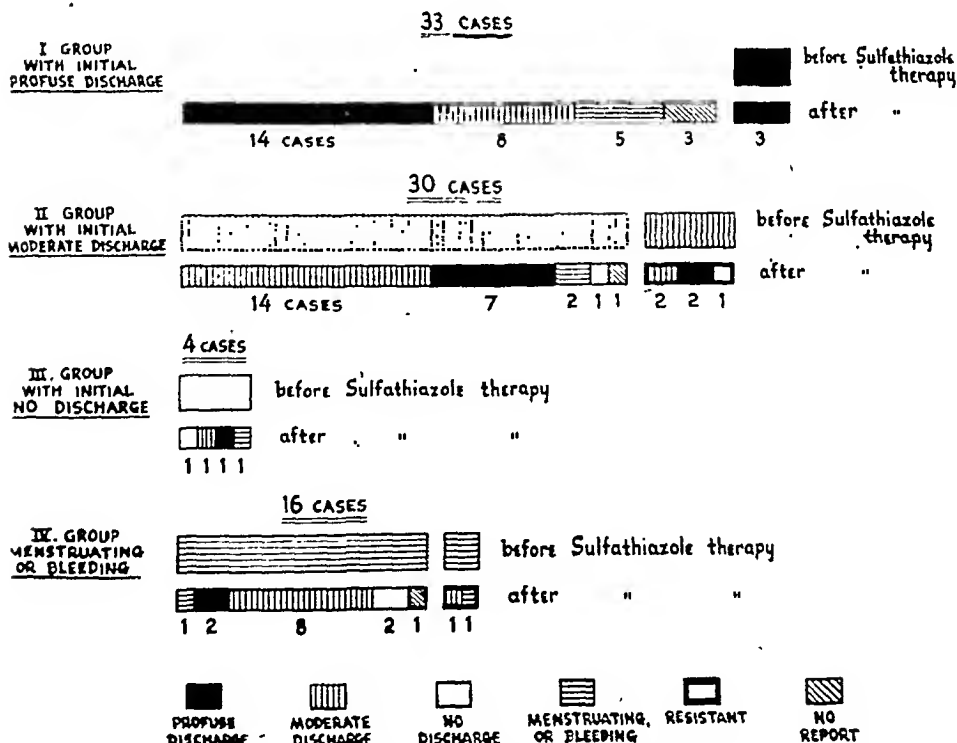 33 CASES
I GROUP
WITH INITIAL
PROFUSE DISCHARGE
before Sulfathiazole
therapy
after "
14 CASES 8 5 3 3
30 CASES
II GROUP
WITH INITIAL
MODERATE DISCHARGE
before Sulfathiazole
therapy
after " "
14 CASES 7 2 1 1 2 2 1
4 CASES
III. GROUP
WITH INITIAL
NO DISCHARGE
before Sulfathiazole therapy
after " "
1 1 1 1
16 CASES
IV. GROUP
MENSTRUATING
OR BLEEDING
before Sulfathiazole therapy
after " "
1 2 8 2 1 1 1
PROFUSE
DISCHARGE
MODERATE
DISCHARGE
NO
DISCHARGE
MENSTRUATING,
OR BLEEDING
RESISTANT
NO
REPORT